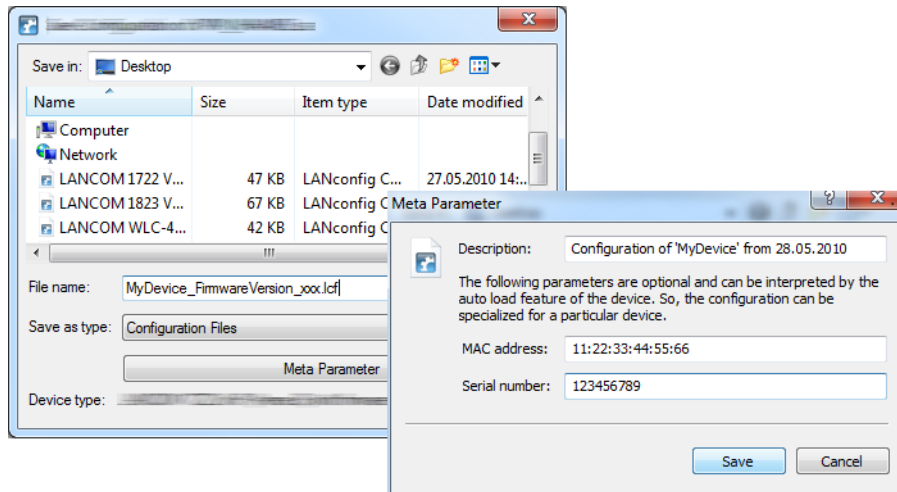 Save in: Desktop
Name Size Item type Date modified
Computer
Network
LANCOM 1722 V... 47 KB LANconfig C... 27.05.2010 14:...
LANCOM 1823 V... 67 KB LANconfig C
LANCOM WLC-4... 42 KB LANconfig C
File name: MyDevice_FirmwareVersion_xxx.lcf
Save as type: Configuration Files
Meta Parameter
Device type:
Meta Parameter
Description: Configuration of 'MyDevice' from 28.05.2010
The following parameters are optional and can be interpreted by the
auto load feature of the device. So, the configuration can be
specialized for a particular device.
MAC address: 11:22:33:44:55:66
Serial number: 123456789
Save Cancel